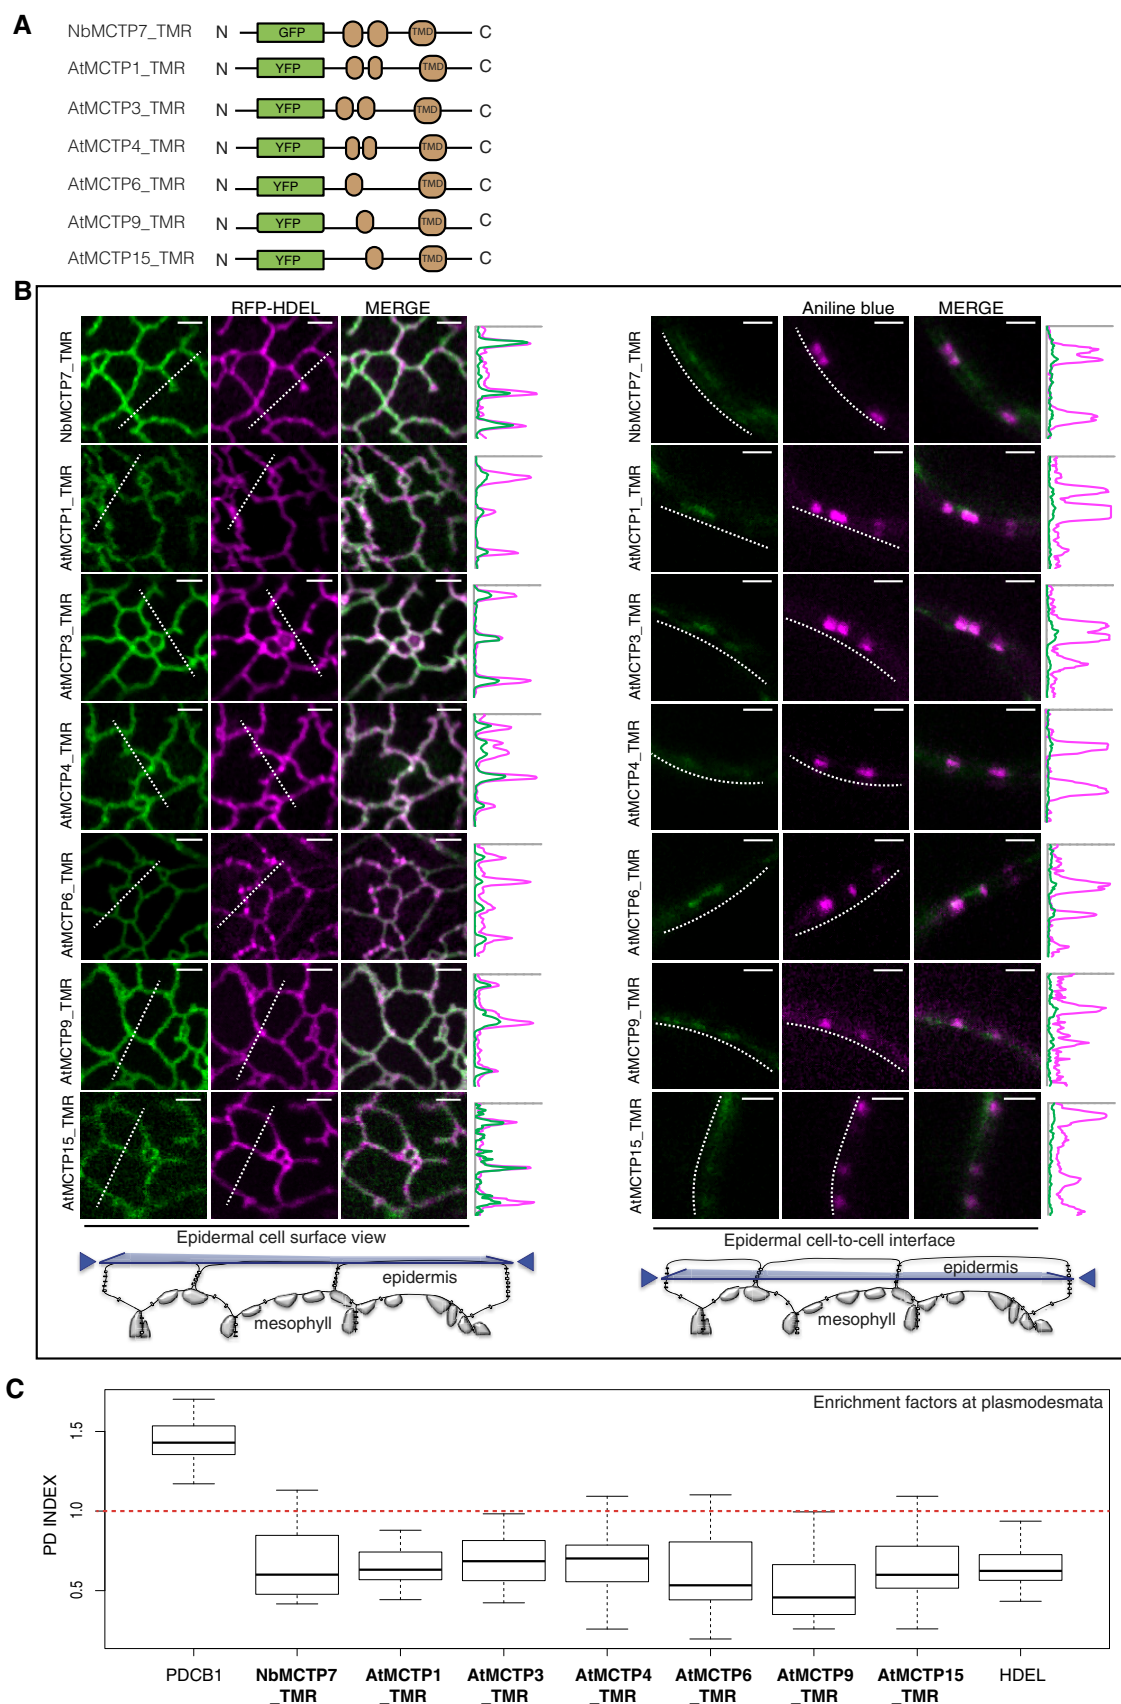 A
NbMCTP7_TMR N GFP TMD C
AtMCTP1_TMR N YFP TMD C
AtMCTP3_TMR N YFP TMD C
AtMCTP4_TMR N YFP TMD C
AtMCTP6_TMR N YFP TMD C
AtMCTP9_TMR N YFP TMD C
AtMCTP15_TMR N YFP TMD C
B
RFP-HDEL MERGE
NbMCTP7_TMR
AtMCTP1_TMR
AtMCTP3_TMR
AtMCTP4_TMR
AtMCTP6_TMR
AtMCTP9_TMR
AtMCTP15_TMR
Epidermal cell surface view
epidermis
mesophyll
Aniline blue MERGE
NbMCTP7_TMR
AtMCTP1_TMR
AtMCTP3_TMR
AtMCTP4_TMR
AtMCTP6_TMR
AtMCTP9_TMR
AtMCTP15_TMR
Epidermal cell-to-cell interface
epidermis
mesophyll
C
Enrichment factors at plasmodesmata
PD INDEX
1.5
1.0
0.5
PDCB1
NbMCTP7
_TMR
AtMCTP1
_TMR
AtMCTP3
_TMR
AtMCTP4
_TMR
AtMCTP6
_TMR
AtMCTP9
_TMR
AtMCTP15
_TMR
HDEL